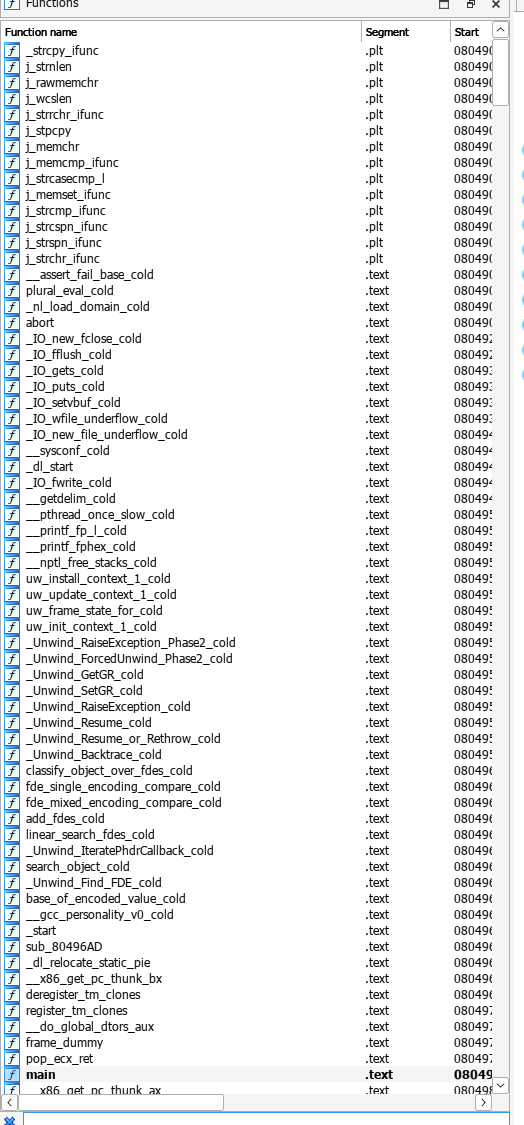 Functions
Function name Segment Start
f _strcpy_ifunc .plt 080490
f j_strnlen .plt 080490
f j_rawmemchr .plt 080490
f j_wcslen .plt 080490
f j_strrchr_ifunc .plt 080490
f j_stpcpy .plt 080490
f j_memchr .plt 080490
f j_memcmp_ifunc .plt 080490
f j_strcasecmp_l .plt 080490
f j_memset_ifunc .plt 080490
f j_strcmp_ifunc .plt 080490
f j_strcspn_ifunc .plt 080490
f j_strspn_ifunc .plt 080490
f j_strchr_ifunc .plt 080490
f __assert_fail_base_cold .text 080490
f plural_eval_cold .text 080490
f _nl_load_domain_cold .text 080490
f abort .text 080490
f _IO_new_fclose_cold .text 080492
f _IO_fflush_cold .text 080492
f _IO_gets_cold .text 080493
f _IO_puts_cold .text 080493
f _IO_setvbuf_cold .text 080493
f _IO_wfile_underflow_cold .text 080493
f _IO_new_file_underflow_cold .text 080494
f __sysconf_cold .text 080494
f _dl_start .text 080494
f _IO_fwrite_cold .text 080494
f __getdelim_cold .text 080494
f __pthread_once_slow_cold .text 080495
f __printf_fp_l_cold .text 080495
f __printf_fphex_cold .text 080495
f __nptl_free_stacks_cold .text 080495
f uw_install_context_1_cold .text 080495
f uw_update_context_1_cold .text 080495
f uw_frame_state_for_cold .text 080495
f uw_init_context_1_cold .text 080495
f _Unwind_RaiseException_Phase2_cold .text 080495
f _Unwind_ForcedUnwind_Phase2_cold .text 080495
f _Unwind_GetGR_cold .text 080495
f _Unwind_SetGR_cold .text 080495
f _Unwind_RaiseException_cold .text 080495
f _Unwind_Resume_cold .text 080495
f _Unwind_Resume_or_Rethrow_cold .text 080495
f _Unwind_Backtrace_cold .text 080495
f classify_object_over_fdes_cold .text 080496
f fde_single_encoding_compare_cold .text 080496
f fde_mixed_encoding_compare_cold .text 080496
f add_fdes_cold .text 080496
f linear_search_fdes_cold .text 080496
f _Unwind_IteratePhdrCallback_cold .text 080496
f search_object_cold .text 080496
f _Unwind_Find_FDE_cold .text 080496
f base_of_encoded_value_cold .text 080496
f __gcc_personality_v0_cold .text 080496
f _start .text 080496
f sub_80496AD .text 080496
f _dl_relocate_static_pie .text 080496
f __x86_get_pc_thunk_bx .text 080496
f deregister_tm_clones .text 080496
f register_tm_clones .text 080497
f __do_global_dtors_aux .text 080497
f frame_dummy .text 080497
f pop_ecx_ret .text 080497
f main .text 08049
f __x86_get_pc_thunk_ax .text 080498